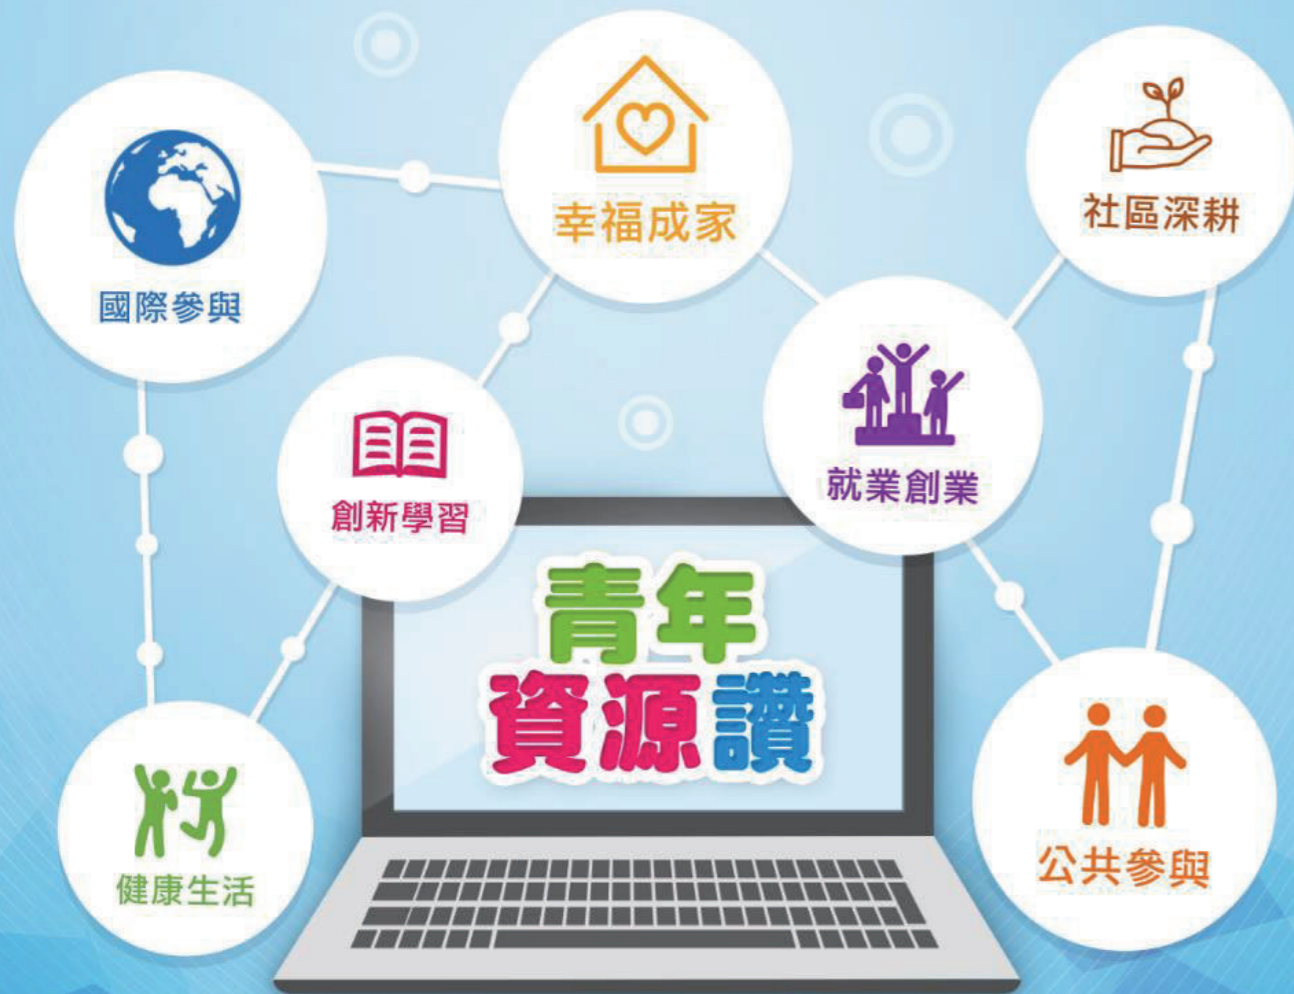 幸福成家
社區深耕
國際參與
就業創業
創新學習
青年
資源讚
公共參與
健康生活